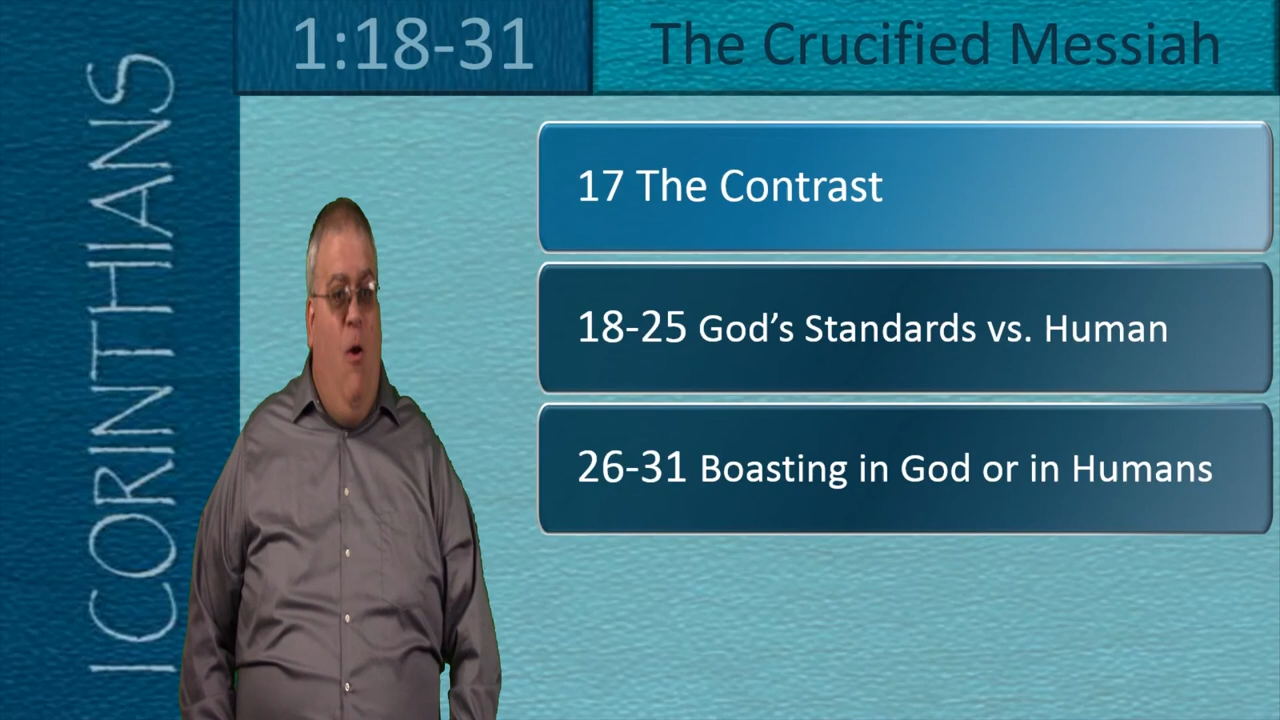 1:18-31
The Crucified Messiah
I CORINTHIANS
17 The Contrast
18-25 God’s Standards vs. Human
26-31 Boasting in God or in Humans